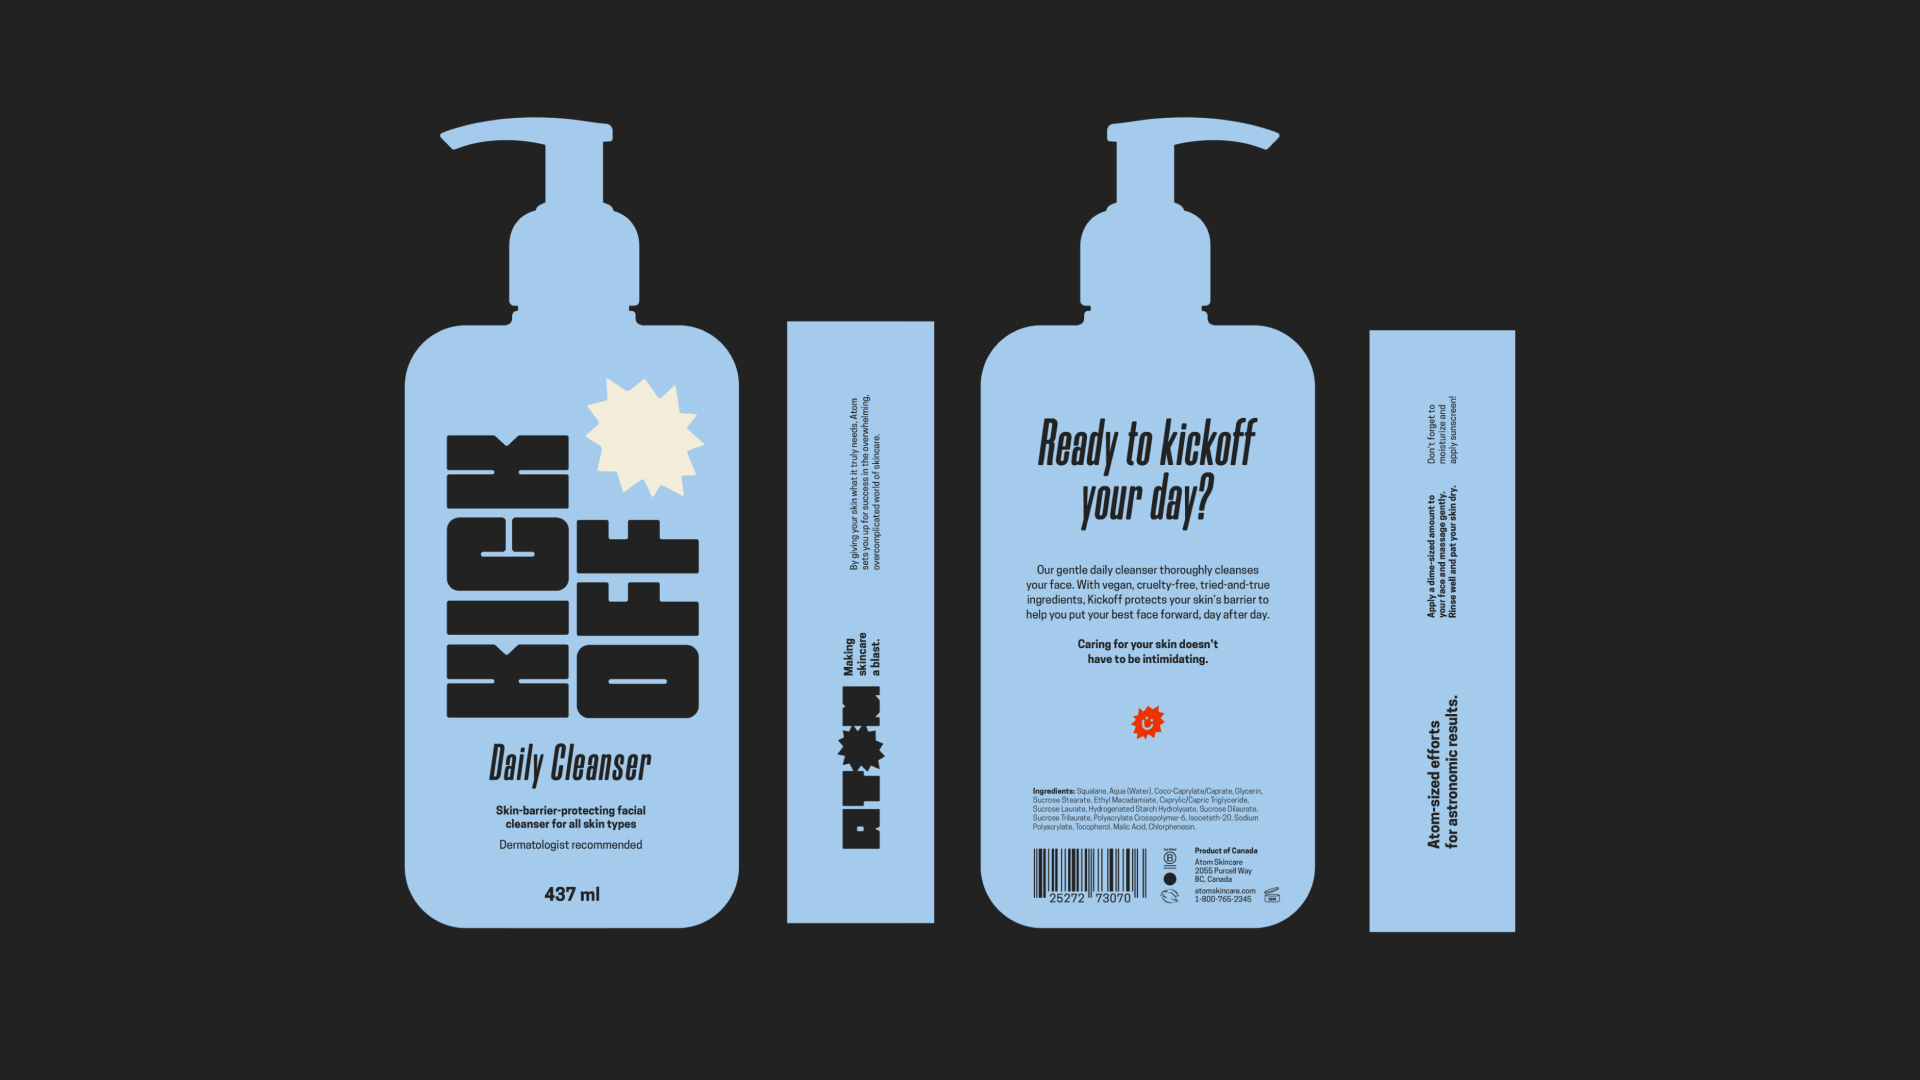 KICK
OFF
Daily Cleanser
Skin-barrier-protecting facial
cleanser for all skin types
Dermatologist recommended
437 ml
By giving your skin what it truly needs, Atom
sets you up for success in the overwhelming,
overcomplicated world of skincare.
Making
skincare
a blast.
ATOM
Ready to kickoff
your day?
Our gentle daily cleanser thoroughly cleanses
your face. With vegan, cruelty-free, tried-and-true
ingredients, Kickoff protects your skin's barrier to
help you put your best face forward, day after day.
Caring for your skin doesn't
have to be intimidating.
Ingredients: Squalane, Aqua (Water), Coco-Caprylate/Caprate, Glycerin,
Sucrose Stearate, Ethyl Macadamiate, Caprylic/Capric Triglyceride,
Sucrose Laurate, Hydrogenated Starch Hydrolysate, Sucrose Dilaurate,
Sucrose Trilaurate, Polyacrylate Crosspolymer-6, Isoceteth-20, Sodium
Polyacrylate, Tocopherol, Malic Acid, Chlorphenesin.
25272 73070
Certified
B
Product of Canada
Atom Skincare
2055 Purcell Way
BC, Canada
atomskincare.com
1-800-765-2345
12M
Don't forget to
moisturize and
apply sunscreen!
Apply a dime-sized amount to
your face and massage gently.
Rinse well and pat your skin dry.
Atom-sized efforts
for astronomic results.